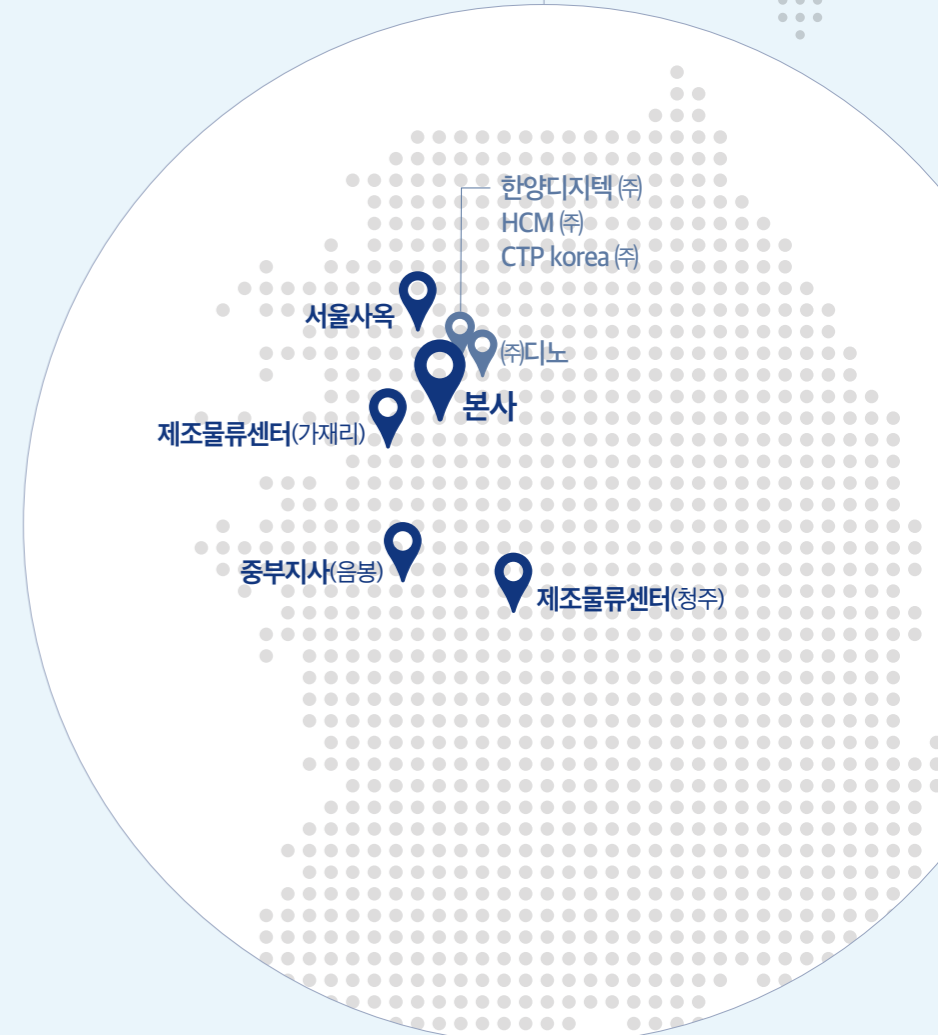 한양디지텍 ㈜
HCM ㈜
CTP korea ㈜
서울사옥
㈜디노
본사
제조물류센터(가재리)
중부지사(음봉)
제조물류센터(청주)